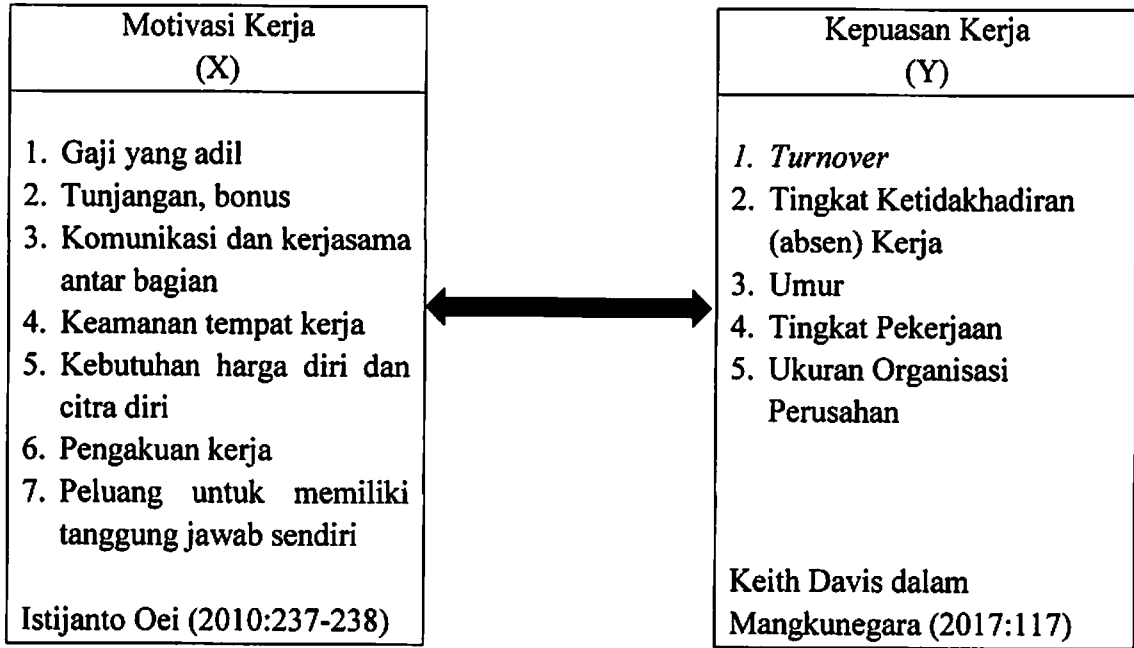 Motivasi Kerja
(X)
1. Gaji yang adil
2. Tunjangan, bonus
3. Komunikasi dan kerjasama
antar bagian
4. Keamanan tempat kerja
5. Kebutuhan harga diri dan
citra diri
6. Pengakuan kerja
7. Peluang untuk memiliki
tanggung jawab sendiri
Istijanto Oei (2010:237-238)
Kepuasan Kerja
(Y)
1. Turnover
2. Tingkat Ketidakhadiran
(absen) Kerja
3. Umur
4. Tingkat Pekerjaan
5. Ukuran Organisasi
Perusahan
Keith Davis dalam
Mangkunegara (2017:117)